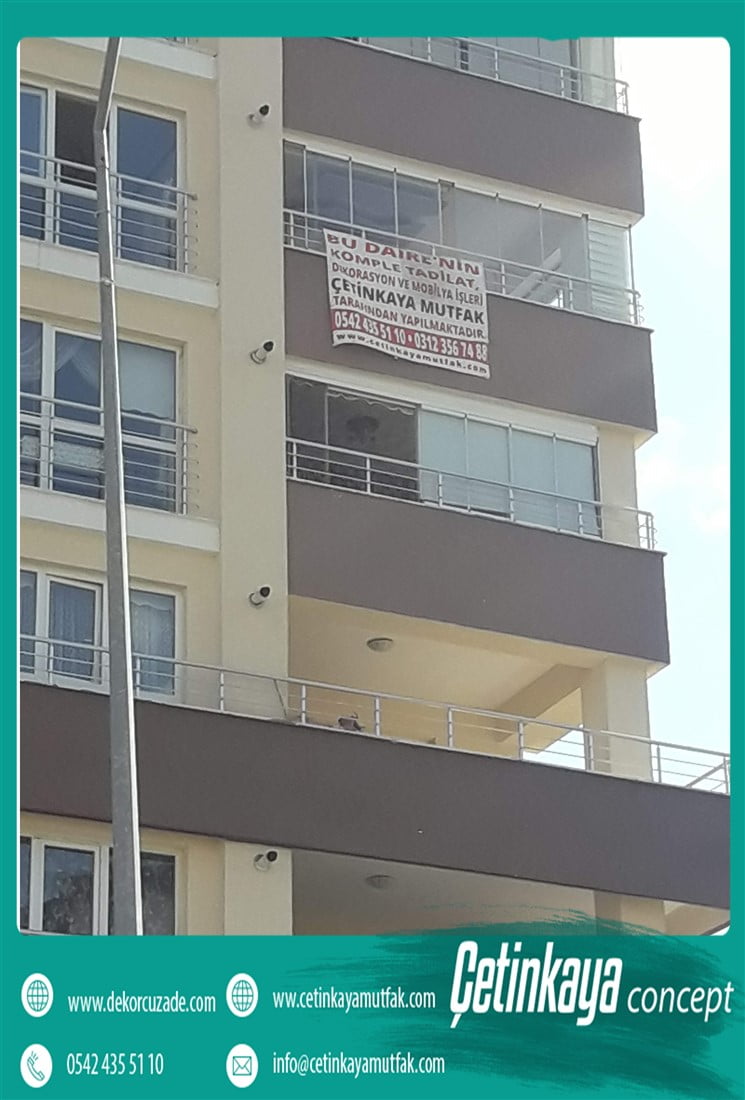 BU DAİRE'NİN
KOMPLE TADİLAT,
DEKORASYON VE MOBİLYA İŞLERİ
ÇETİNKAYA MUTFAK
TARAFINDAN YAPILMAKTADIR.
0542 435 51 10 • 0312 356 74 88
www.cetinkayamutfak.com
Çetinkaya concept
www.dekorcuzade.com
ww.cetinkayamutfak.com
0542 435 51 10
info@cetinkayamutfak.com